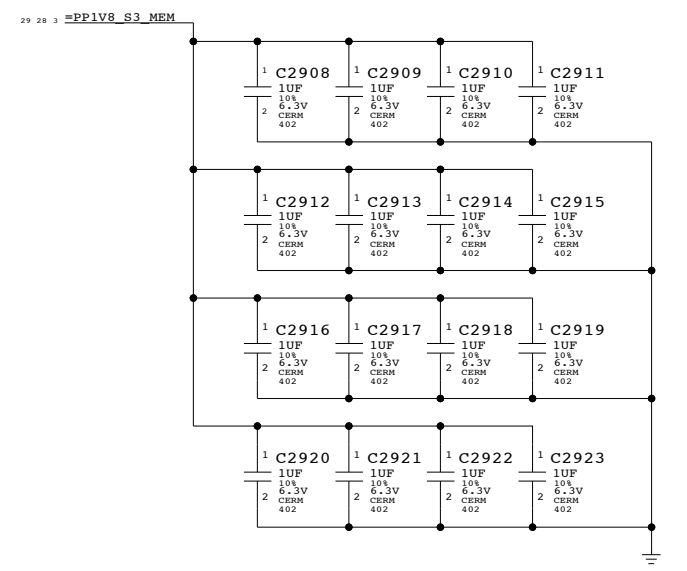 29 28 3 =PP1V8_S3_MEM
1 C2908 1 C2909 1 C2910 1 C2911
1UF 1UF 1UF 1UF
10% 10% 10% 10%
2 6.3V 2 6.3V 2 6.3V 2 6.3V
CERM CERM CERM CERM
402 402 402 402
1 C2912 1 C2913 1 C2914 1 C2915
1UF 1UF 1UF 1UF
10% 10% 10% 10%
2 6.3V 2 6.3V 2 6.3V 2 6.3V
CERM CERM CERM CERM
402 402 402 402
1 C2916 1 C2917 1 C2918 1 C2919
1UF 1UF 1UF 1UF
10% 10% 10% 10%
2 6.3V 2 6.3V 2 6.3V 2 6.3V
CERM CERM CERM CERM
402 402 402 402
1 C2920 1 C2921 1 C2922 1 C2923
1UF 1UF 1UF 1UF
10% 10% 10% 10%
2 6.3V 2 6.3V 2 6.3V 2 6.3V
CERM CERM CERM CERM
402 402 402 402